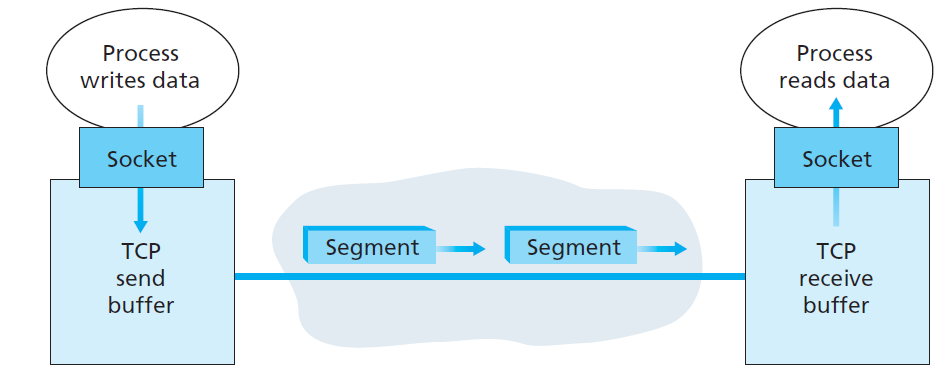 Process
writes data
Socket
TCP
send
buffer
Segment
Segment
Process
reads data
Socket
TCP
receive
buffer